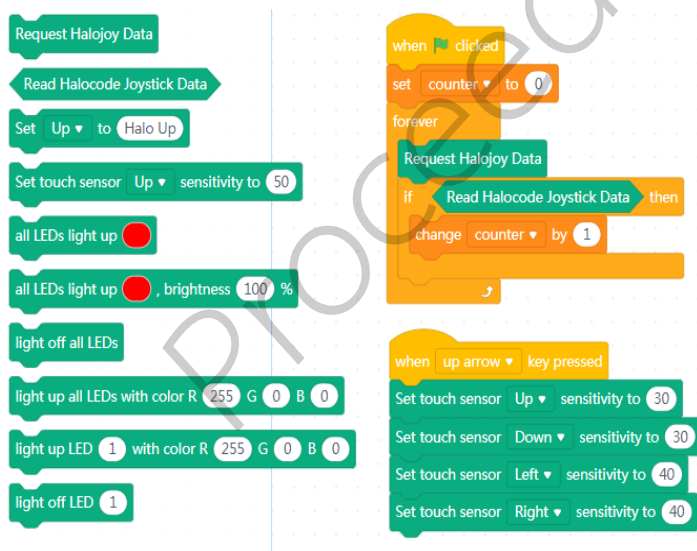 Request Halojoy Data
Read Halocode Joystick Data
Set Up ▾ to Halo Up
Set touch sensor Up ▾ sensitivity to 50
all LEDs light up
all LEDs light up , brightness 100 %
light off all LEDs
light up all LEDs with color R 255 G 0 B 0
light up LED 1 with color R 255 G 0 B 0
light off LED 1
when clicked
set counter ▾ to 0
forever
Request Halojoy Data
if Read Halocode Joystick Data then
change counter ▾ by 1
when up arrow ▾ key pressed
Set touch sensor Up ▾ sensitivity to 30
Set touch sensor Down ▾ sensitivity to 30
Set touch sensor Left ▾ sensitivity to 40
Set touch sensor Right ▾ sensitivity to 40
Proceed